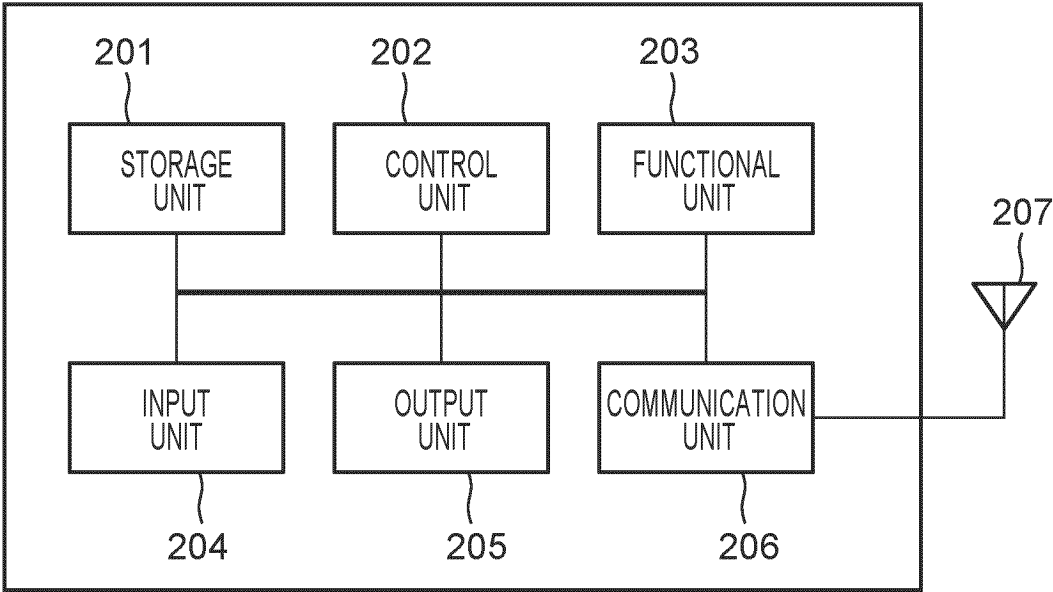 201
202
203
STORAGE
UNIT
CONTROL
UNIT
FUNCTIONAL
UNIT
207
INPUT
UNIT
OUTPUT
UNIT
COMMUNICATION
UNIT
204
205
206